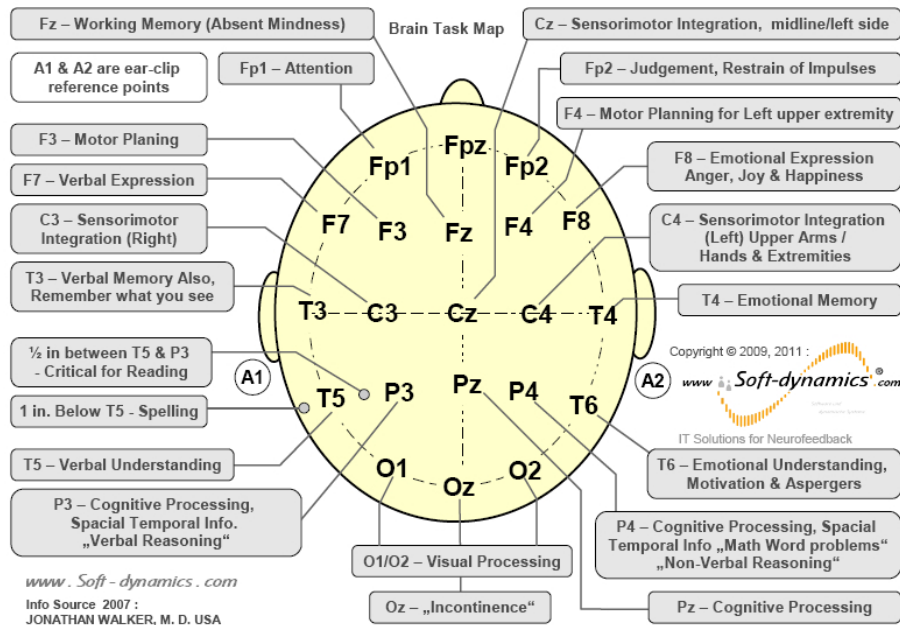 Fz – Working Memory (Absent Mindness)
Brain Task Map
Cz – Sensorimotor Integration, midline/left side
A1 & A2 are ear-clip
reference points
Fp1 – Attention
Fp2 – Judgement, Restrain of Impulses
F4 – Motor Planning for Left upper extremity
F3 – Motor Planing
F7 – Verbal Expression
F8 – Emotional Expression
Anger, Joy & Happiness
C3 – Sensorimotor
Integration (Right)
C4 – Sensorimotor Integration
(Left) Upper Arms /
Hands & Extremities
T3 – Verbal Memory Also,
Remember what you see
T4 – Emotional Memory
Fp1 Fpz Fp2
F7 F3 Fz F4 F8
T3 C3 Cz C4 T4
A1 A2
T5 P3 Pz P4 T6
O1 Oz O2
½ in between T5 & P3
- Critical for Reading
1 in. Below T5 - Spelling
Copyright © 2009, 2011 :
www Soft-dynamics .com
IT Solutions for Neurofeedback
T5 – Verbal Understanding
T6 – Emotional Understanding,
Motivation & Aspergers
P3 – Cognitive Processing,
Spacial Temporal Info.
„Verbal Reasoning“
P4 – Cognitive Processing, Spacial
Temporal Info „Math Word problems“
„Non-Verbal Reasoning“
O1/O2 – Visual Processing
Oz – „Incontinence“
Pz – Cognitive Processing
www . Soft-dynamics . com
Info Source 2007 :
JONATHAN WALKER, M. D. USA